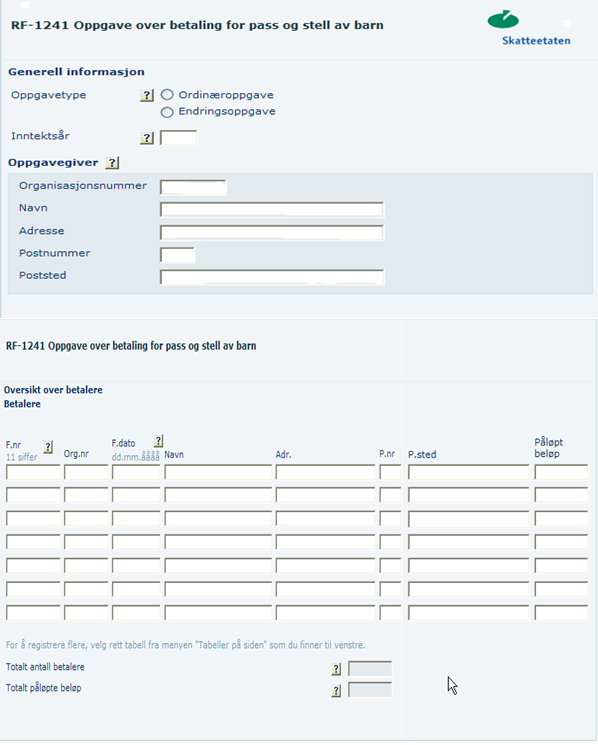 RF-1241 Oppgave over betaling for pass og stell av barn
Skatteetaten
Generell informasjon
Oppgavetype ? Ordinæroppgave
Endringsoppgave
Inntektsår ?
Oppgavegiver ?
Organisasjonsnummer
Navn
Adresse
Postnummer
Poststed
RF-1241 Oppgave over betaling for pass og stell av barn
Oversikt over betalere
Betalere
F.nr ? Org.nr F.dato ? Navn Adr. P.nr P.sted Påløpt
11 siffer dd.mm.åååå beløp
For å registrere flere, velg rett tabell fra menyen "Tabeller på siden" som du finner til venstre.
Totalt antall betalere ?
Totalt påløpte beløp ?